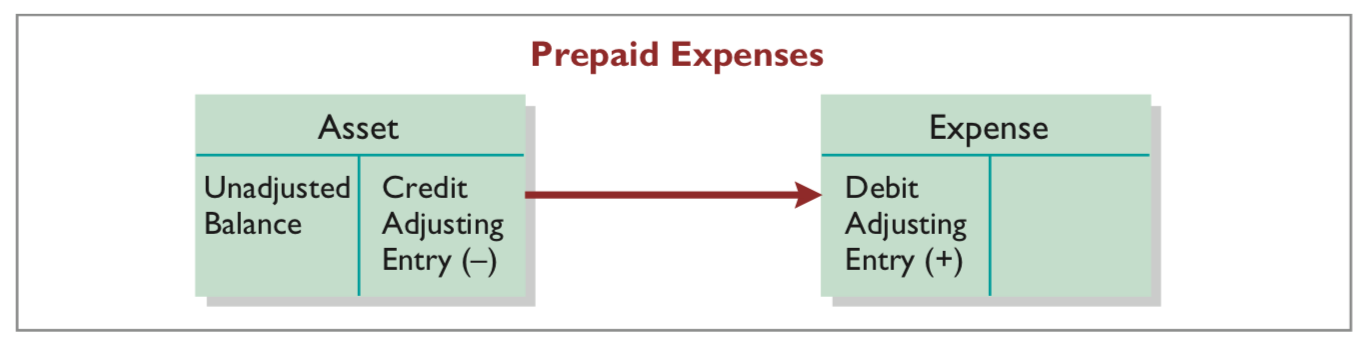 Prepaid Expenses
Asset
Unadjusted
Balance
Credit
Adjusting
Entry (–)
Expense
Debit
Adjusting
Entry (+)